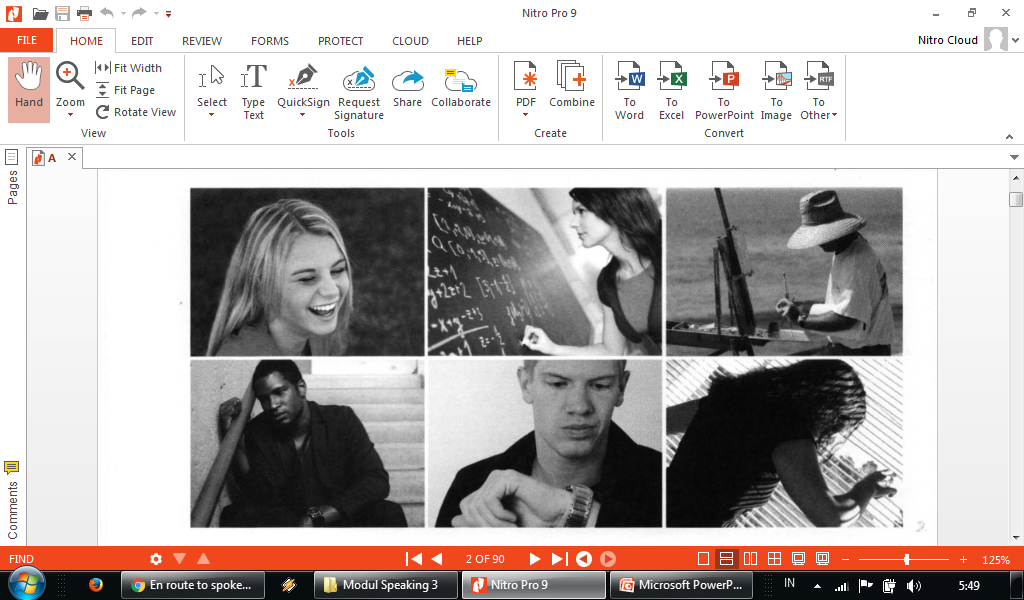 Nitro Pro 9
FILE HOME EDIT REVIEW FORMS PROTECT CLOUD HELP
Nitro Cloud
Hand
Zoom
Fit Width
Fit Page
Rotate View
View
Select
Type Text
QuickSign
Request Signature
Share
Collaborate
Tools
PDF
Combine
Create
To Word
To Excel
To PowerPoint
To Image
To Other
Convert
A
Pages
Comments
FIND
2 OF 90
125%
En route to spoke...
Modul Speaking 3
Nitro Pro 9
Microsoft PowerP...
IN
5:49